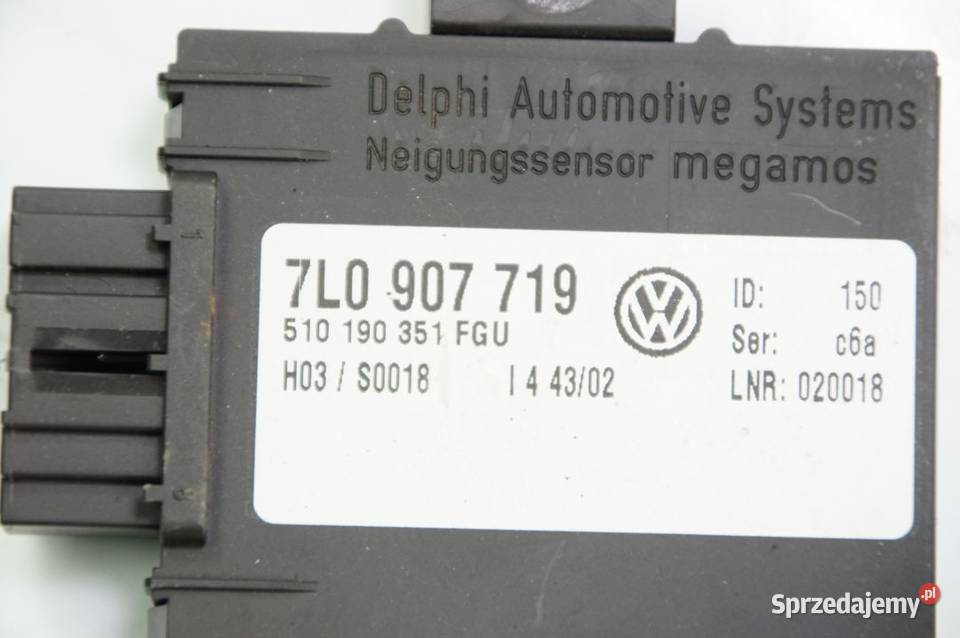 Delphi Automotive Systems
Neigungssensor megamos
7L0 907 719
510 190 351 FGU
H03 / S0018 I 4 43/02
VW
ID: 150
Ser: c6a
LNR: 020018
Sprzedajemy.pl